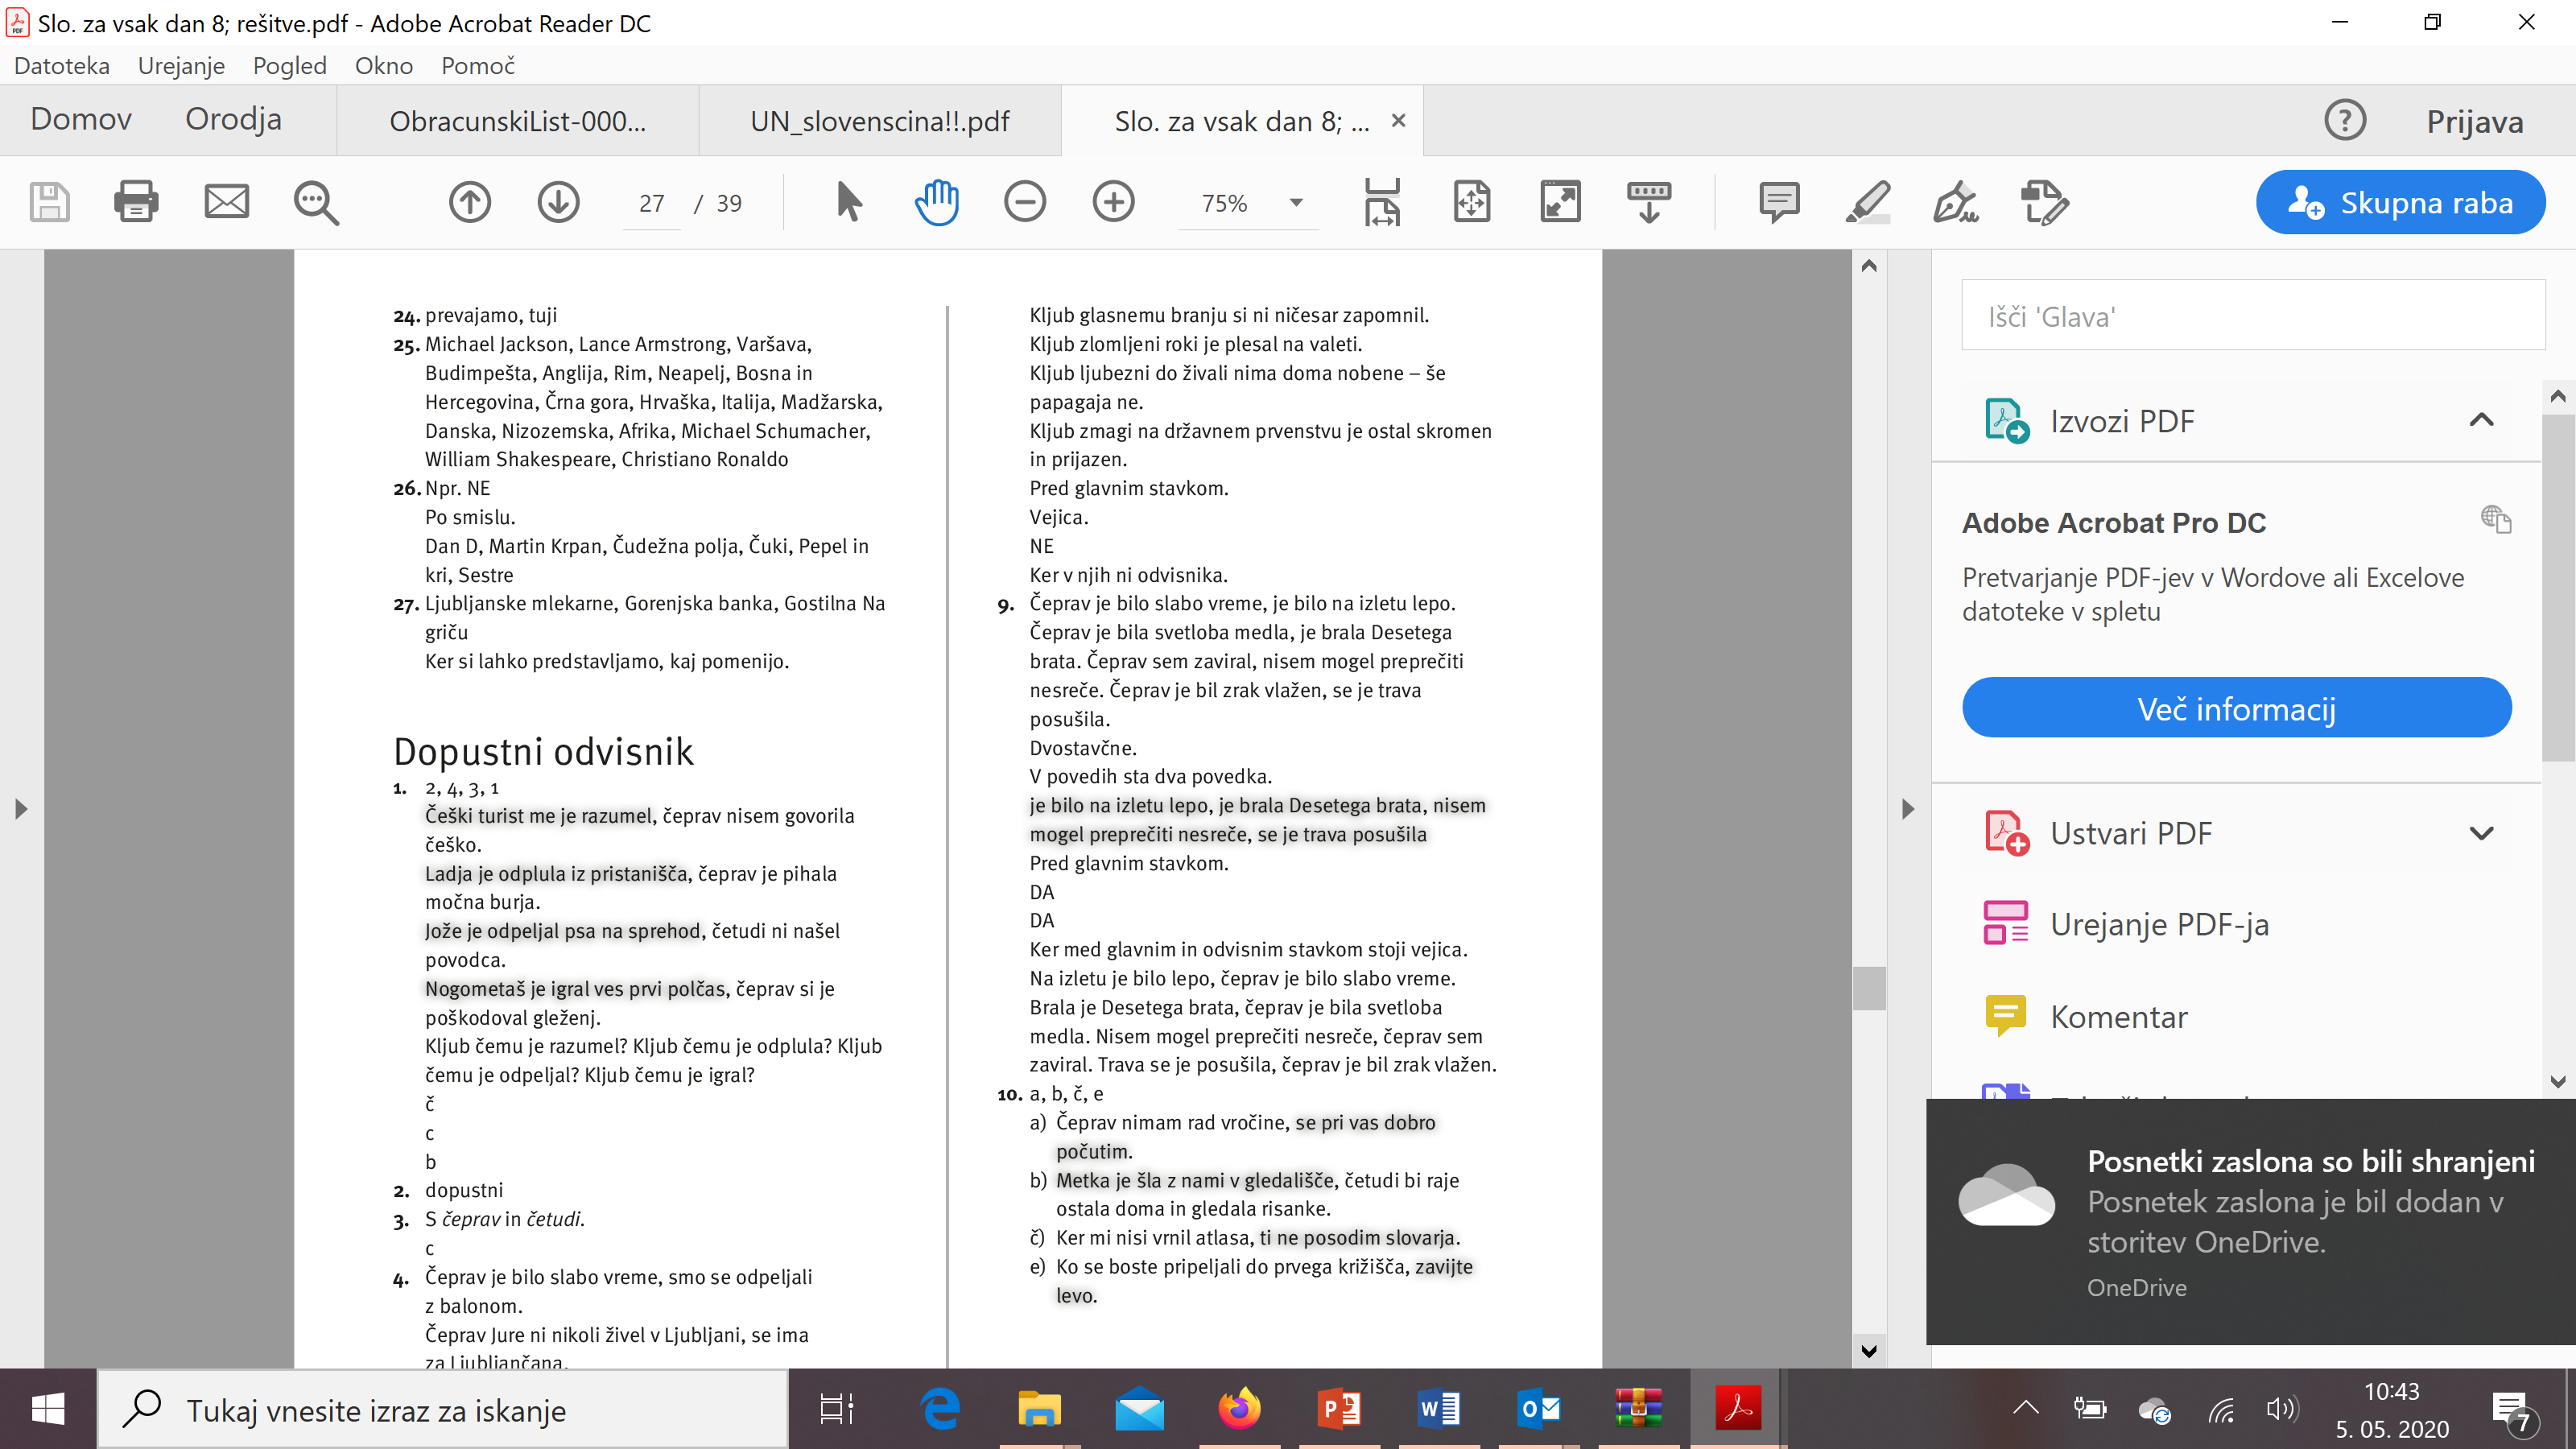 Slo. za vsak dan 8; rešitve.pdf - Adobe Acrobat Reader DC
Datoteka Urejanje Pogled Okno Pomoč
Domov Orodja ObracunskiList-000... UN_slovenscina!!.pdf Slo. za vsak dan 8; ... Prijava
27 / 39 75% Skupna raba
24. prevajamo, tuji
25. Michael Jackson, Lance Armstrong, Varšava,
Budimpešta, Anglija, Rim, Neapelj, Bosna in
Hercegovina, Črna gora, Hrvaška, Italija, Madžarska,
Danska, Nizozemska, Afrika, Michael Schumacher,
William Shakespeare, Christiano Ronaldo
26. Npr. NE
Po smislu.
Dan D, Martin Krpan, Čudežna polja, Čuki, Pepel in
kri, Sestre
27. Ljubljanske mlekarne, Gorenjska banka, Gostilna Na
griču
Ker si lahko predstavljamo, kaj pomenijo.
Dopustni odvisnik
1. 2, 4, 3, 1
Češki turist me je razumel, čeprav nisem govorila
češko.
Ladja je odplula iz pristanišča, čeprav je pihala
močna burja.
Jože je odpeljal psa na sprehod, četudi ni našel
povodca.
Nogometaš je igral ves prvi polčas, čeprav si je
poškodoval gleženj.
Kljub čemu je razumel? Kljub čemu je odplula? Kljub
čemu je odpeljal? Kljub čemu je igral?
č
c
b
2. dopustni
3. S čeprav in četudi.
c
4. Čeprav je bilo slabo vreme, smo se odpeljali
z balonom.
Čeprav Jure ni nikoli živel v Ljubljani, se ima
za Ljubljančana.
Kljub glasnemu branju si ni ničesar zapomnil.
Kljub zlomljeni roki je plesal na valeti.
Kljub ljubezni do živali nima doma nobene – še
papagaja ne.
Kljub zmagi na državnem prvenstvu je ostal skromen
in prijazen.
Pred glavnim stavkom.
Vejica.
NE
Ker v njih ni odvisnika.
9. Čeprav je bilo slabo vreme, je bilo na izletu lepo.
Čeprav je bila svetloba medla, je brala Desetega
brata. Čeprav sem zaviral, nisem mogel preprečiti
nesreče. Čeprav je bil zrak vlažen, se je trava
posušila.
Dvostavčne.
V povedih sta dva povedka.
je bilo na izletu lepo, je brala Desetega brata, nisem
mogel preprečiti nesreče, se je trava posušila
Pred glavnim stavkom.
DA
DA
Ker med glavnim in odvisnim stavkom stoji vejica.
Na izletu je bilo lepo, čeprav je bilo slabo vreme.
Brala je Desetega brata, čeprav je bila svetloba
medla. Nisem mogel preprečiti nesreče, čeprav sem
zaviral. Trava se je posušila, čeprav je bil zrak vlažen.
10. a, b, č, e
a) Čeprav nimam rad vročine, se pri vas dobro
počutim.
b) Metka je šla z nami v gledališče, četudi bi raje
ostala doma in gledala risanke.
č) Ker mi nisi vrnil atlasa, ti ne posodim slovarja.
e) Ko se boste pripeljali do prvega križišča, zavijte
levo.
Išči 'Glava'
Izvozi PDF
Adobe Acrobat Pro DC
Pretvarjanje PDF-jev v Wordove ali Excelove
datoteke v spletu
Več informacij
Ustvari PDF
Urejanje PDF-ja
Komentar
Posnetki zaslona so bili shranjeni
Posnetek zaslona je bil dodan v
storitev OneDrive.
OneDrive
Tukaj vnesite izraz za iskanje
10:43
5. 05. 2020
7